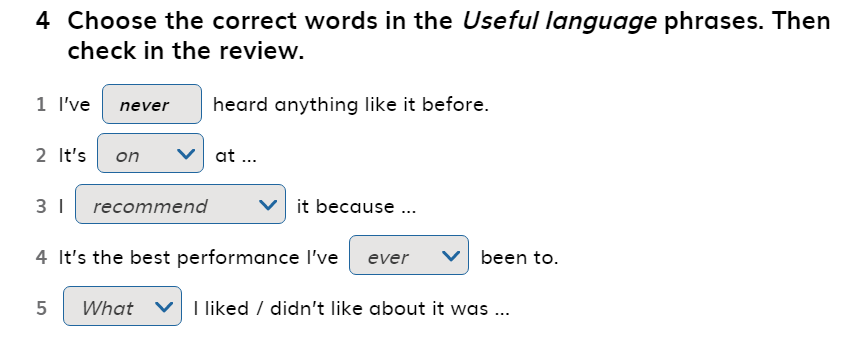 4 Choose the correct words in the Useful language phrases. Then
check in the review.
1 I've never heard anything like it before.
2 It's on at ...
3 I recommend it because ...
4 It's the best performance I've ever been to.
5 What I liked / didn't like about it was ...